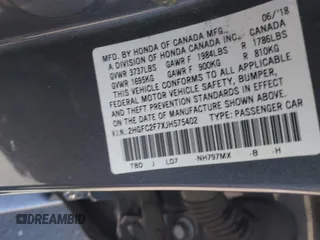 MFD. BY HONDA OF CANADA MFG., 06/18
A DIVISION OF HONDA CANADA INC., CANADA
GVWR 3737LBS GAWR F 1984LBS R 1786LBS
GVWR 1695KG GAWR F 900KG R 810KG
THIS VEHICLE CONFORMS TO ALL APPLICABLE
FEDERAL MOTOR VEHICLE SAFETY, BUMPER,
AND THEFT PREVENTION STANDARDS IN EFFECT
ON THE DATE OF MANUFACTURE SHOWN ABOVE.
V.I.N.: 2HGFC2F7XJH575402 TYPE: PASSENGER CAR
TBG J LD7 NH797MX -B -H
DREAMBID